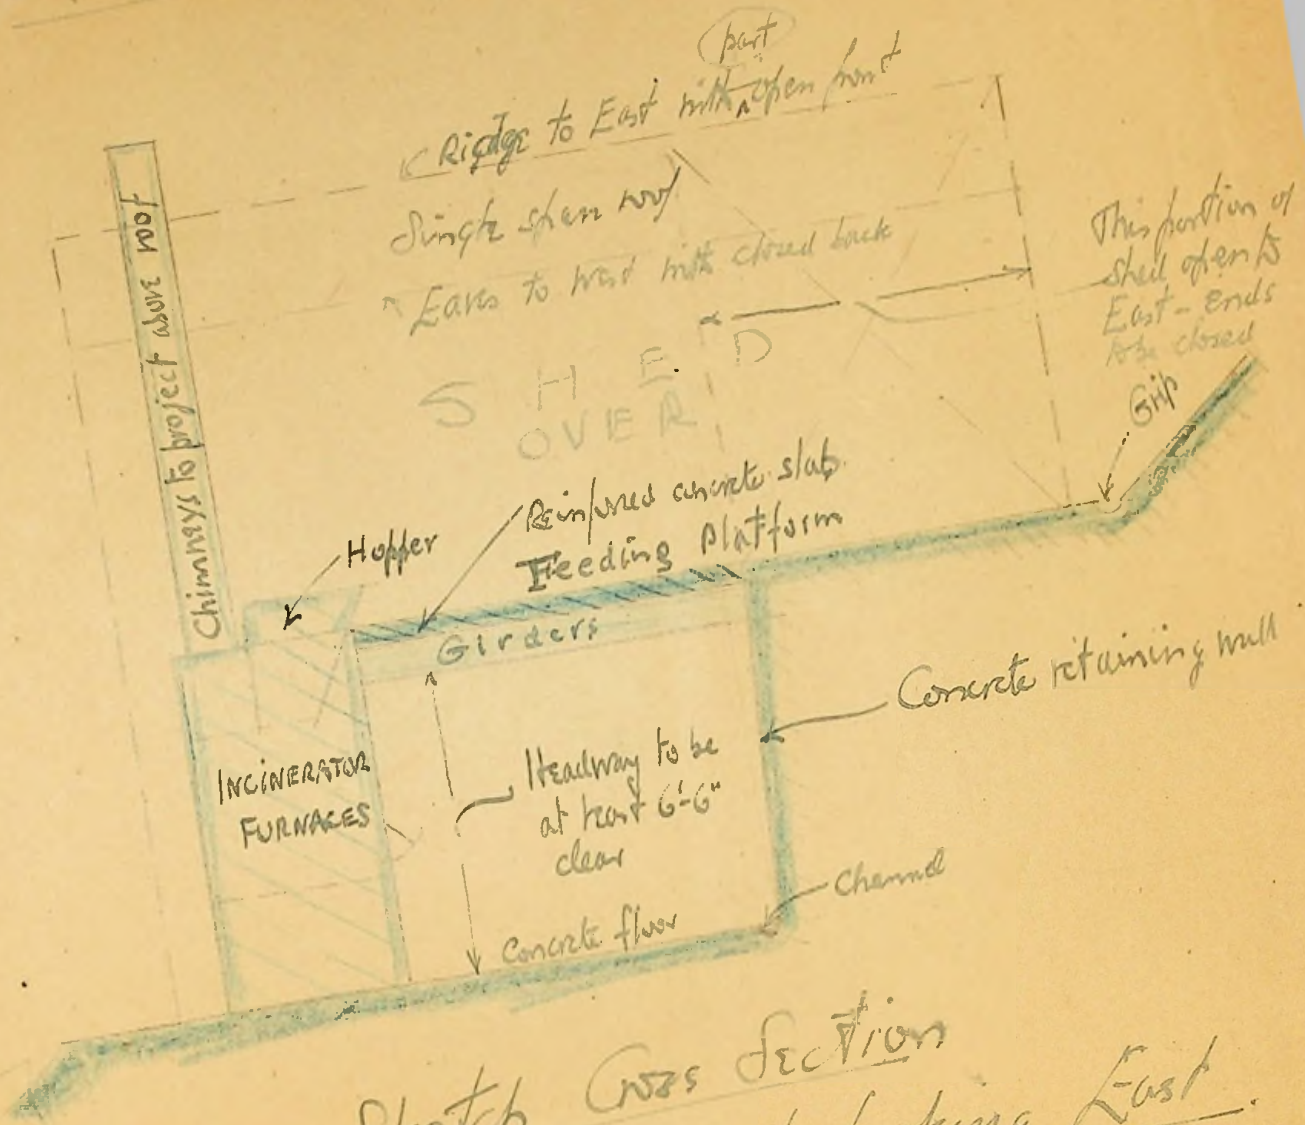 part
Ridge to East with ^ open front
Single span roof
Eaves to West with closed back
SHED
OVER
This portion of
shed open to
East - Ends
to be closed
Grip
Chimneys to project above roof
Hopper
Reinforced concrete slab
Feeding Platform
Girders
Concrete retaining wall
INCINERATOR
FURNACES
Headway to be
at least 6'-6"
clear
Channel
Concrete floor
Sketch Cross Section
looking East.